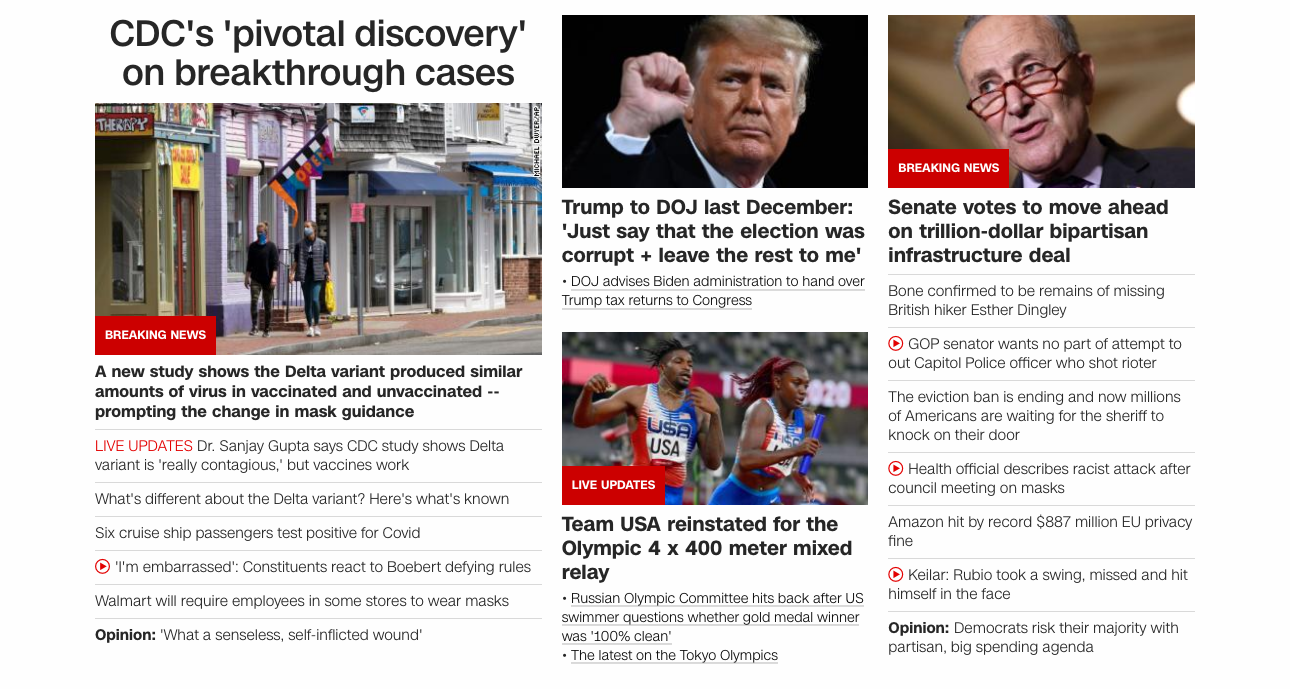 CDC's 'pivotal discovery'
on breakthrough cases
THERAPY
OPEN
MICHAEL DWYER/AP
BREAKING NEWS
A new study shows the Delta variant produced similar
amounts of virus in vaccinated and unvaccinated --
prompting the change in mask guidance
LIVE UPDATES Dr. Sanjay Gupta says CDC study shows Delta
variant is 'really contagious,' but vaccines work
What's different about the Delta variant? Here's what's known
Six cruise ship passengers test positive for Covid
'I'm embarrassed': Constituents react to Boebert defying rules
Walmart will require employees in some stores to wear masks
Opinion: 'What a senseless, self-inflicted wound'
Trump to DOJ last December:
'Just say that the election was
corrupt + leave the rest to me'
• DOJ advises Biden administration to hand over
Trump tax returns to Congress
2020
USA
USA
USA
LIVE UPDATES
Team USA reinstated for the
Olympic 4 x 400 meter mixed
relay
• Russian Olympic Committee hits back after US
swimmer questions whether gold medal winner
was '100% clean'
• The latest on the Tokyo Olympics
BREAKING NEWS
Senate votes to move ahead
on trillion-dollar bipartisan
infrastructure deal
Bone confirmed to be remains of missing
British hiker Esther Dingley
GOP senator wants no part of attempt to
out Capitol Police officer who shot rioter
The eviction ban is ending and now millions
of Americans are waiting for the sheriff to
knock on their door
Health official describes racist attack after
council meeting on masks
Amazon hit by record $887 million EU privacy
fine
Keilar: Rubio took a swing, missed and hit
himself in the face
Opinion: Democrats risk their majority with
partisan, big spending agenda